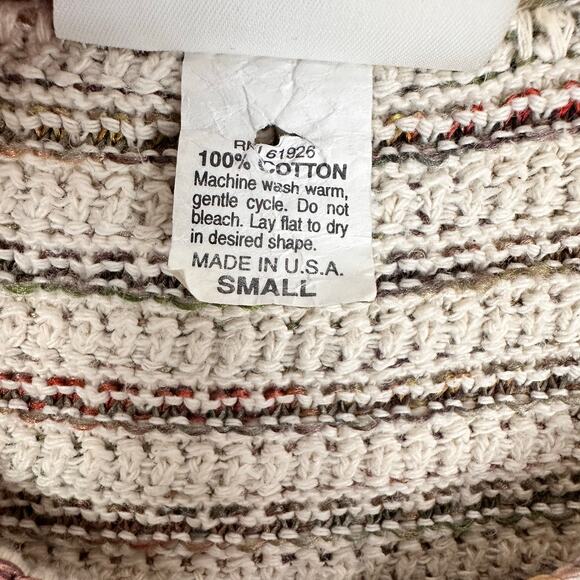 RN 61926
100% COTTON
Machine wash warm,
gentle cycle. Do not
bleach. Lay flat to dry
in desired shape.
MADE IN U.S.A.
SMALL